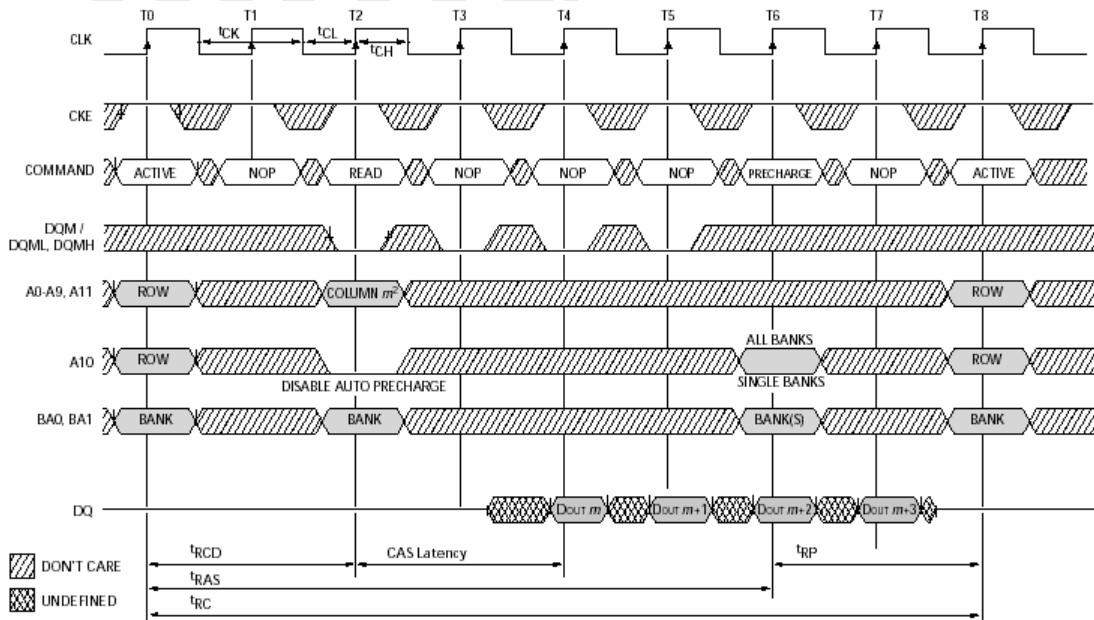 T0 T1 T2 T3 T4 T5 T6 T7 T8
CLK tCK tCL tCH
CKE
COMMAND ACTIVE NOP READ NOP NOP NOP PRECHARGE NOP ACTIVE
DQM /
DQML, DQMH
A0-A9, A11 ROW COLUMN m2 ROW
ALL BANKS
A10 ROW ROW
DISABLE AUTO PRECHARGE SINGLE BANKS
BA0, BA1 BANK BANK BANK(S) BANK
DQ DOUT m DOUT m+1 DOUT m+2 DOUT m+3
tRCD CAS Latency tRP
DON'T CARE
tRAS
UNDEFINED
tRC